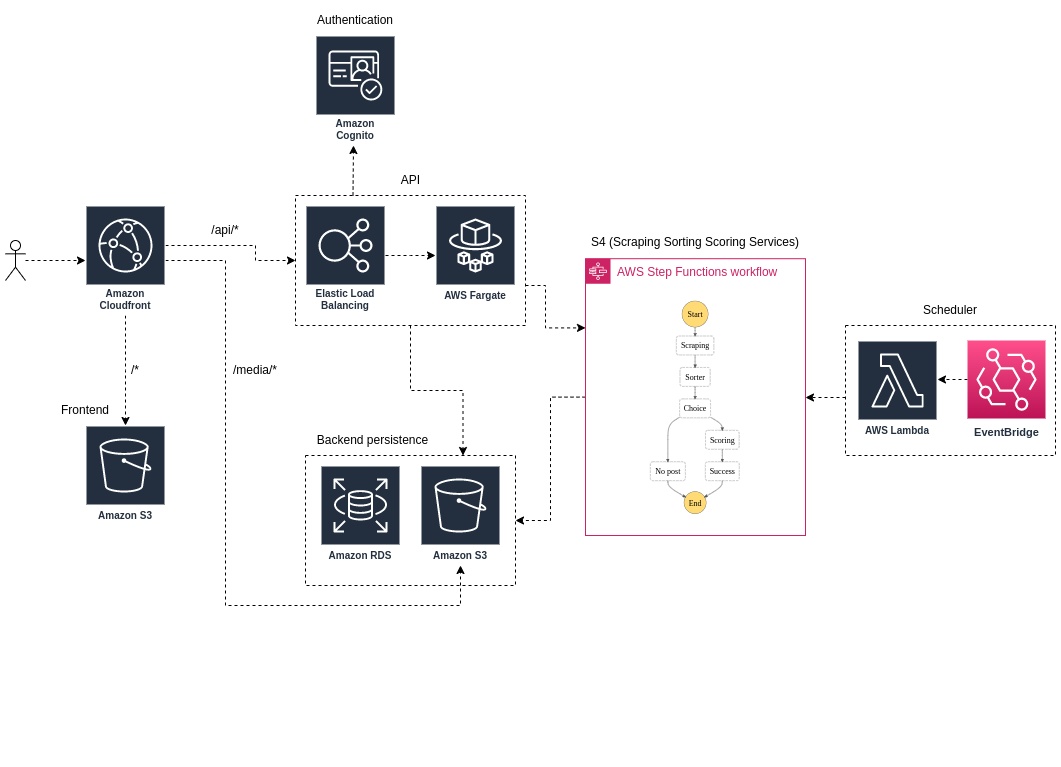 Authentication
Amazon
Cognito
API
/api/*
Elastic Load
Balancing
AWS Fargate
Amazon
Cloudfront
/*
/media/*
Frontend
Amazon S3
Backend persistence
Amazon RDS
Amazon S3
S4 (Scraping Sorting Scoring Services)
AWS Step Functions workflow
Start
Scraping
Sorter
Choice
Scoring
No post
Success
End
Scheduler
AWS Lambda
EventBridge